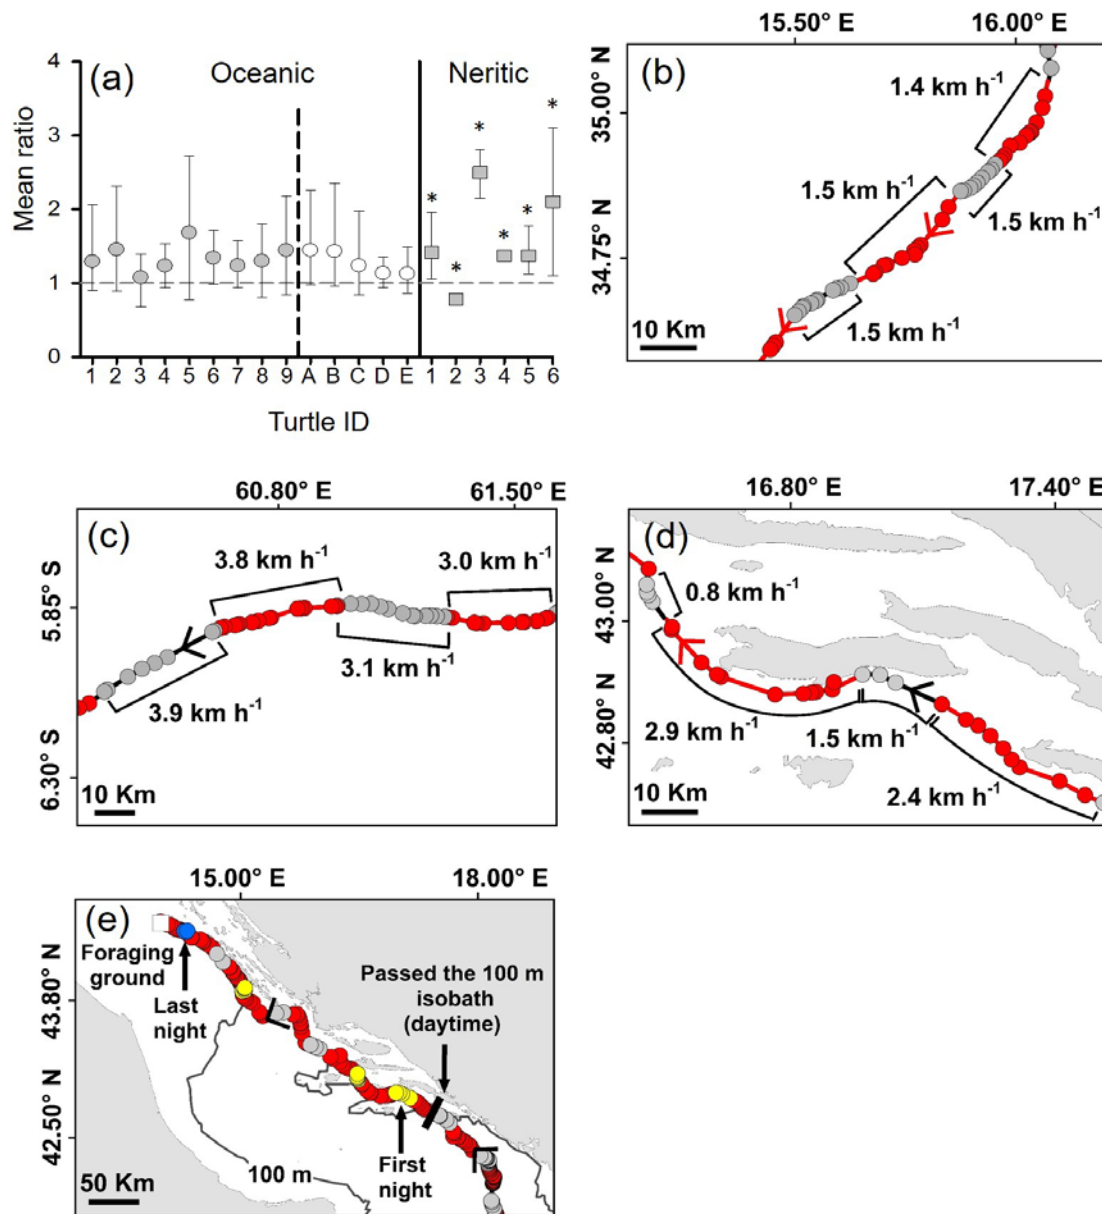 (a)
Oceanic
Neritic
Mean ratio
4
3
2
1
0
* * * * * *
1 2 3 4 5 6 7 8 9 A B C D E 1 2 3 4 5 6
Turtle ID
(b)
15.50° E
16.00° E
35.00° N
34.75° N
1.4 km h-1
1.5 km h-1
1.5 km h-1
1.5 km h-1
10 Km
(c)
60.80° E
61.50° E
5.85° S
6.30° S
3.8 km h-1
3.0 km h-1
3.1 km h-1
3.9 km h-1
10 Km
(d)
16.80° E
17.40° E
43.00° N
42.80° N
0.8 km h-1
2.9 km h-1
1.5 km h-1
2.4 km h-1
10 Km
(e)
15.00° E
18.00° E
43.80° N
42.50° N
Foraging
ground
Last
night
Passed the 100 m
isobath
(daytime)
First
night
100 m
50 Km